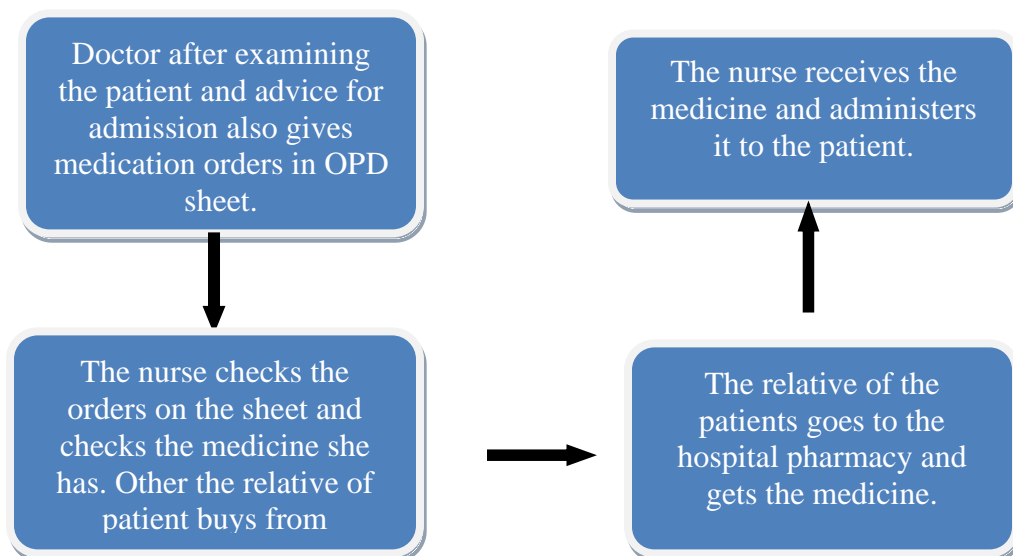 Doctor after examining
the patient and advice for
admission also gives
medication orders in OPD
sheet.
The nurse checks the
orders on the sheet and
checks the medicine she
has. Other the relative of
patient buys from
The relative of the
patients goes to the
hospital pharmacy and
gets the medicine.
The nurse receives the
medicine and administers
it to the patient.